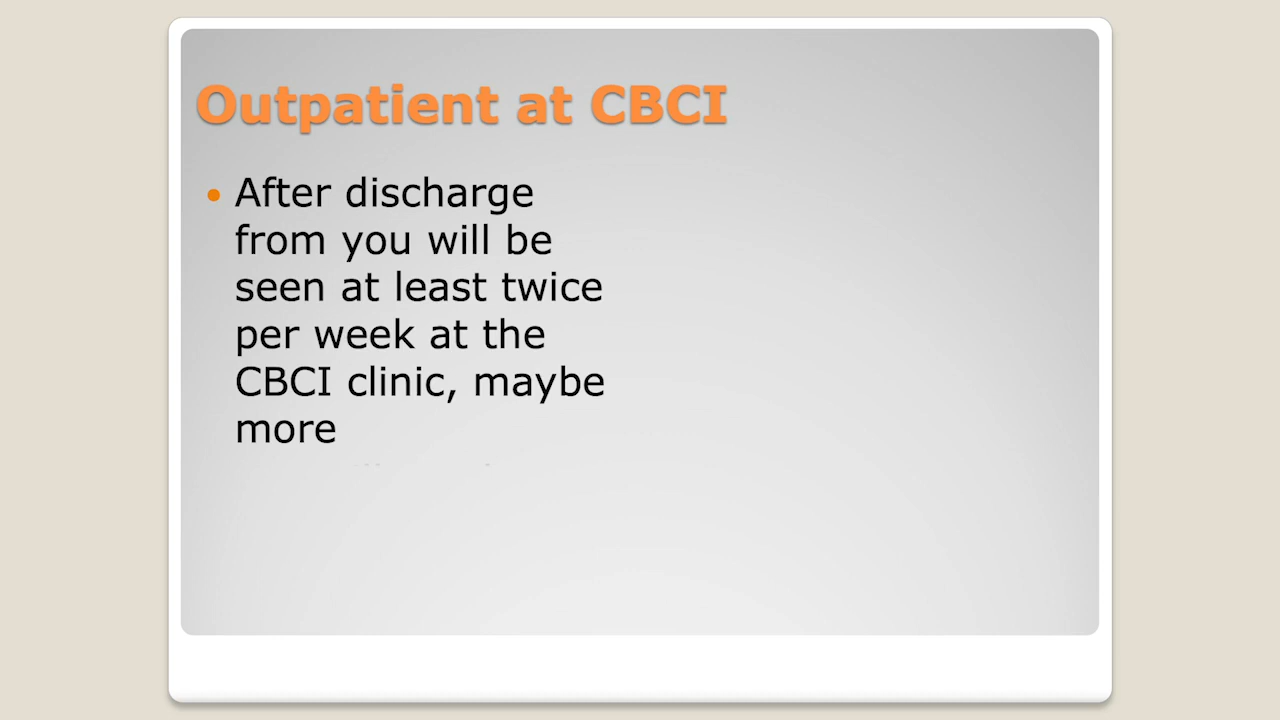 Outpatient at CBCI
• After discharge
from you will be
seen at least twice
per week at the
CBCI clinic, maybe
more